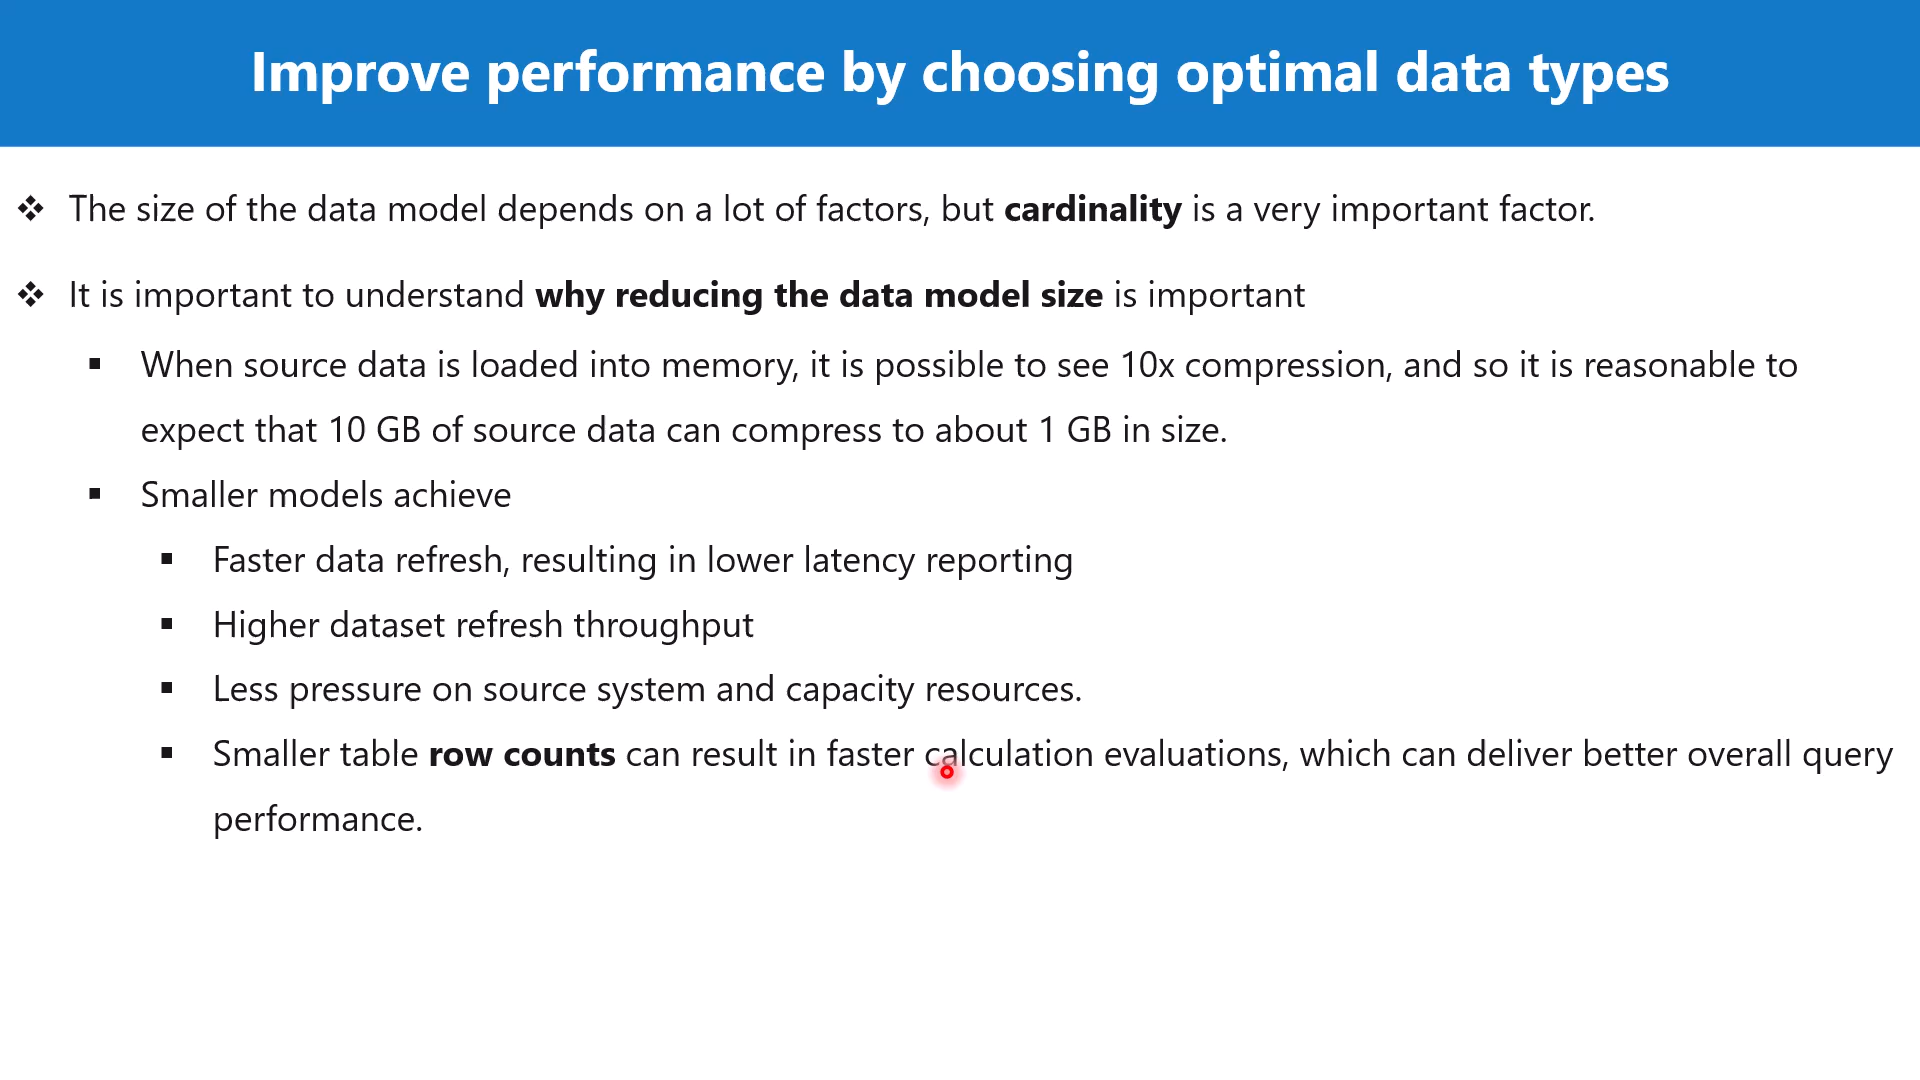 Improve performance by choosing optimal data types
❖ The size of the data model depends on a lot of factors, but cardinality is a very important factor.
❖ It is important to understand why reducing the data model size is important
▪ When source data is loaded into memory, it is possible to see 10x compression, and so it is reasonable to
expect that 10 GB of source data can compress to about 1 GB in size.
▪ Smaller models achieve
▪ Faster data refresh, resulting in lower latency reporting
▪ Higher dataset refresh throughput
▪ Less pressure on source system and capacity resources.
▪ Smaller table row counts can result in faster calculation evaluations, which can deliver better overall query
performance.